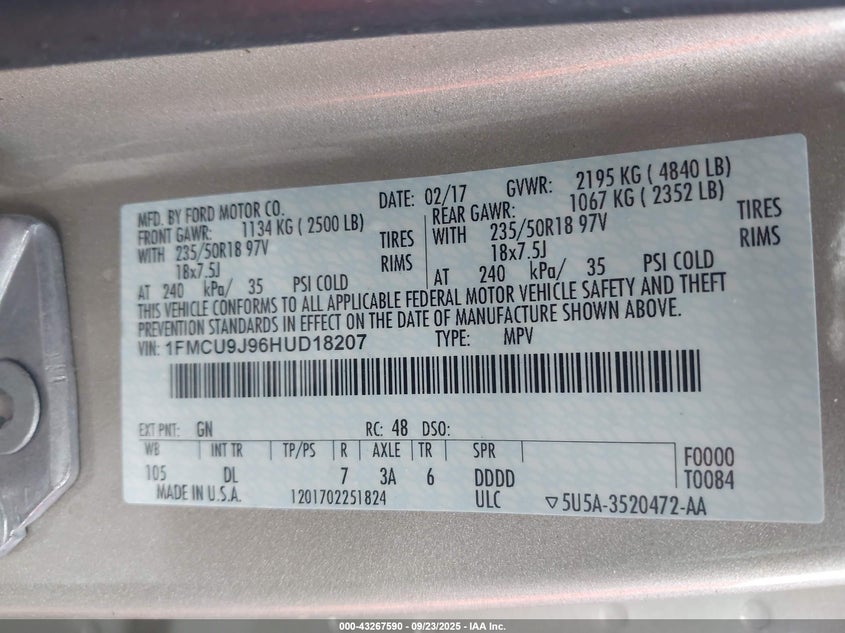 MFD. BY FORD MOTOR CO. DATE: 02/17 GVWR: 2195 KG ( 4840 LB)
FRONT GAWR: 1134 KG ( 2500 LB) REAR GAWR: 1067 KG ( 2352 LB)
WITH 235/50R18 97V TIRES WITH 235/50R18 97V TIRES
18x7.5J RIMS 18x7.5J RIMS
AT 240 kPa/ 35 PSI COLD AT 240 kPa/ 35 PSI COLD
THIS VEHICLE CONFORMS TO ALL APPLICABLE FEDERAL MOTOR VEHICLE SAFETY AND THEFT
PREVENTION STANDARDS IN EFFECT ON THE DATE OF MANUFACTURE SHOWN ABOVE.
VIN: 1FMCU9J96HUD18207 TYPE: MPV
EXT PNT: GN RC: 48 DSO:
WB INT TR TP/PS R AXLE TR SPR F0000
105 DL 7 3A 6 DDDD T0084
MADE IN U.S.A. 1201702251824 ULC ▽5U5A-3520472-AA
000-43267590 - 09/23/2025 - IAA Inc.